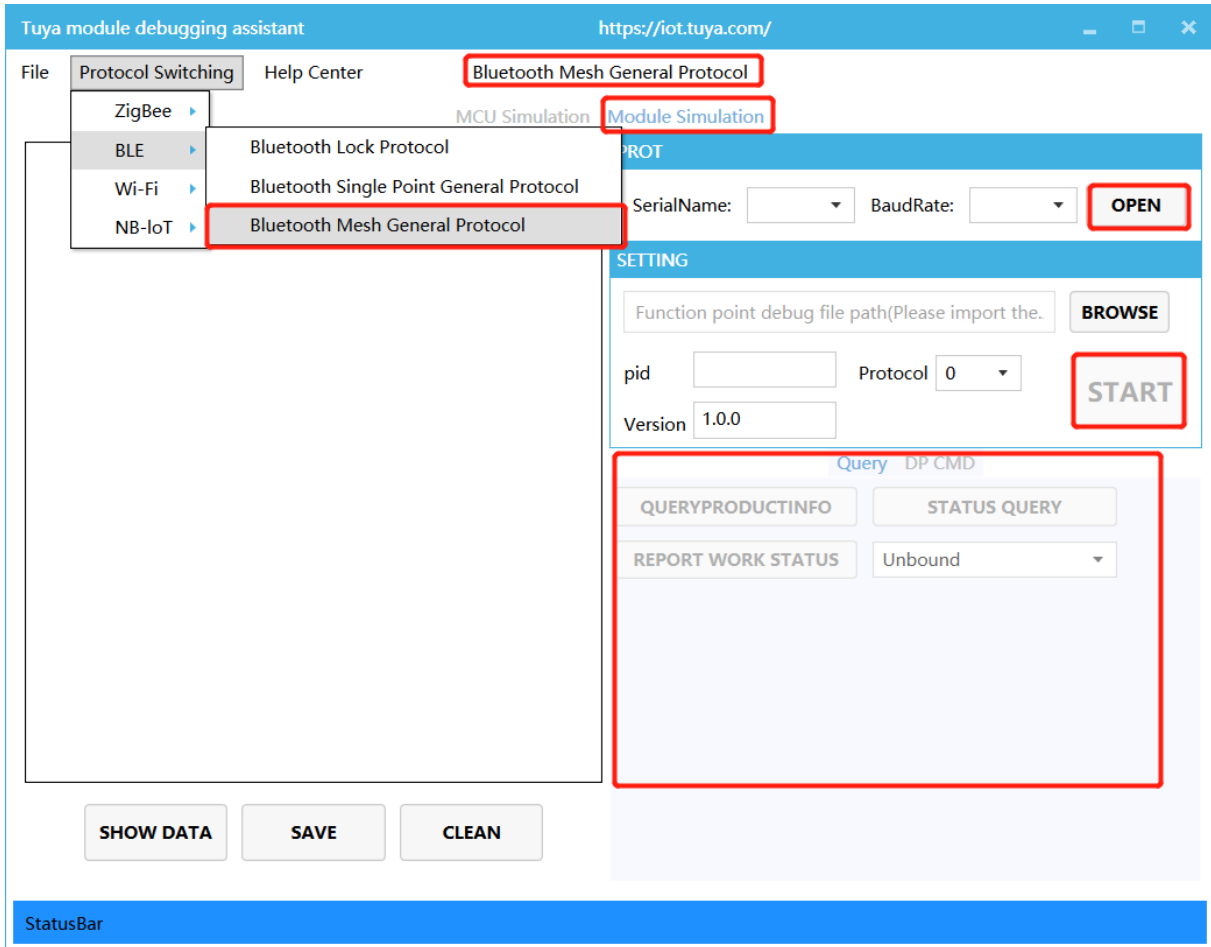 Tuya module debugging assistant https://iot.tuya.com/
File Protocol Switching Help Center Bluetooth Mesh General Protocol
ZigBee
BLE
Wi-Fi
NB-IoT
Bluetooth Lock Protocol
Bluetooth Single Point General Protocol
Bluetooth Mesh General Protocol
MCU Simulation Module Simulation
PROT
SerialName: BaudRate: OPEN
SETTING
Function point debug file path(Please import the. BROWSE
pid Protocol 0
START
Version 1.0.0
Query DP CMD
QUERYPRODUCTINFO STATUS QUERY
REPORT WORK STATUS Unbound
SHOW DATA SAVE CLEAN
StatusBar